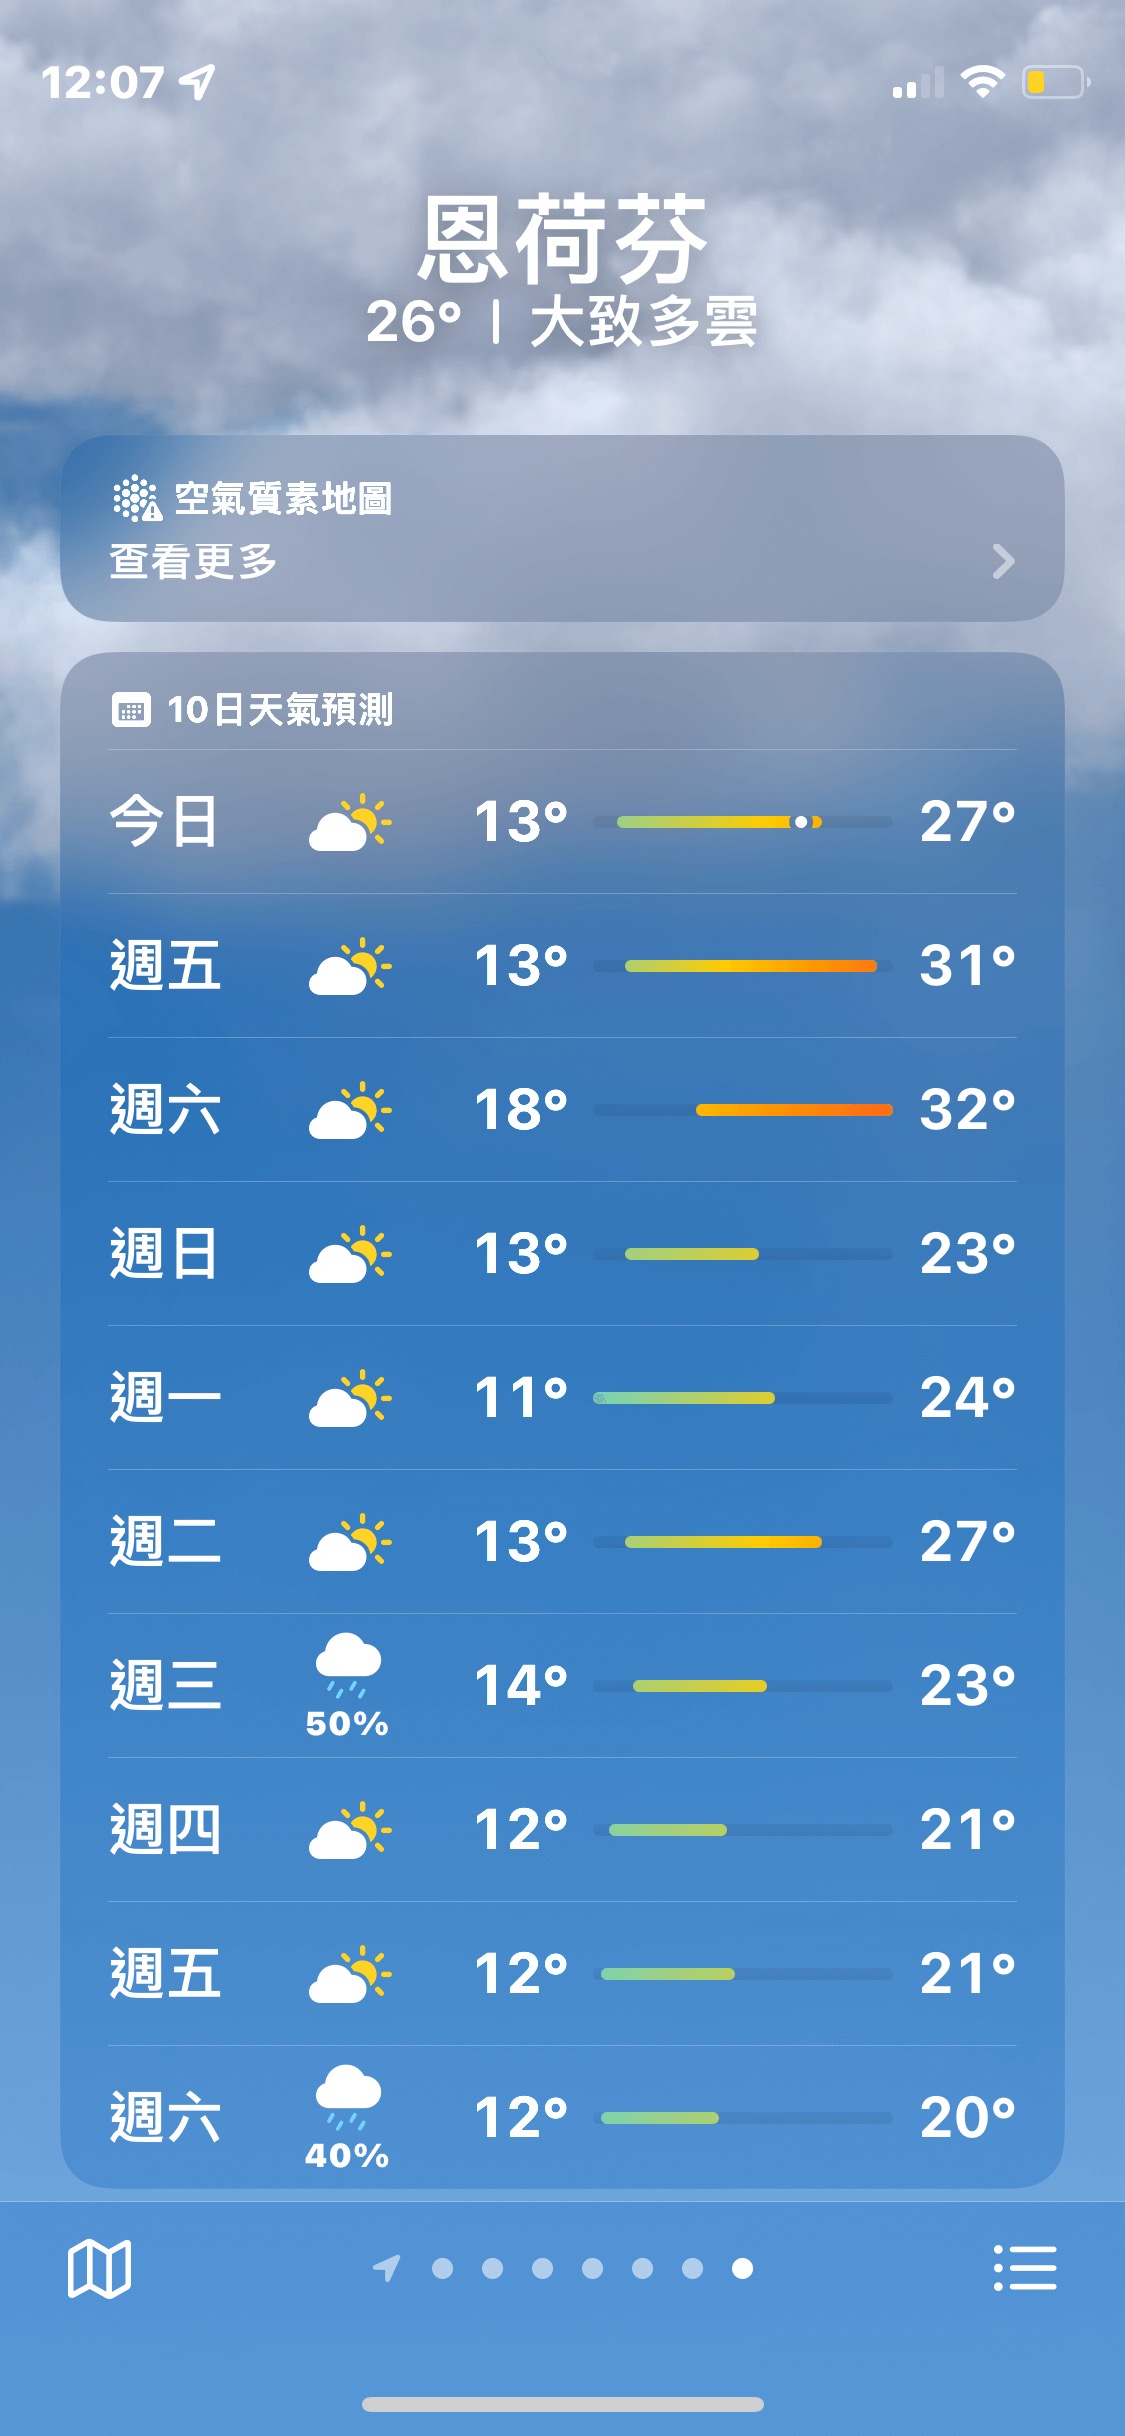 12:07
恩荷芬
26° | 大致多雲
空氣質素地圖
查看更多
10日天氣預測
今日 13° 27°
週五 13° 31°
週六 18° 32°
週日 13° 23°
週一 11° 24°
週二 13° 27°
週三 50% 14° 23°
週四 12° 21°
週五 12° 21°
週六 40% 12° 20°